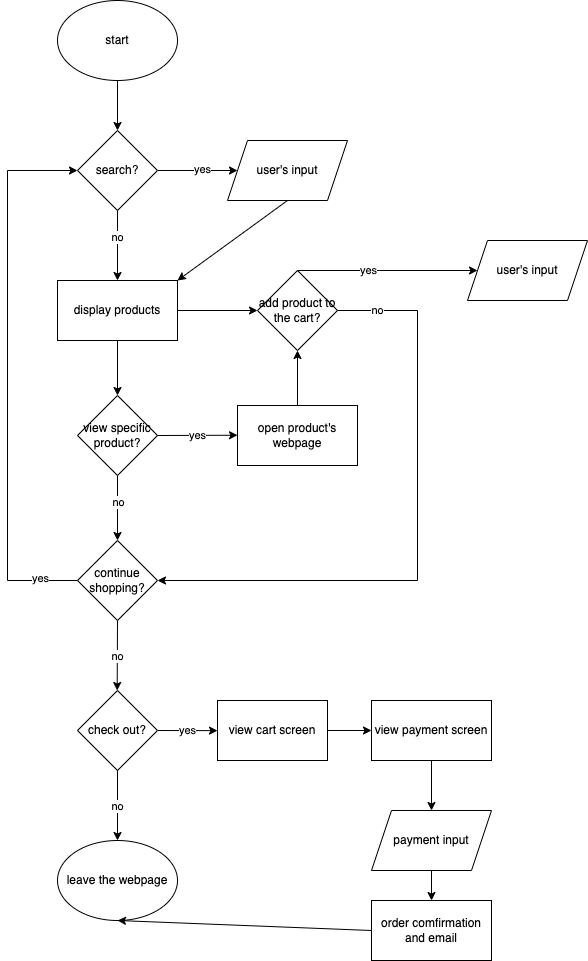 start
search?
yes
user's input
no
yes
user's input
display products
add product to
the cart?
no
view specific
product?
yes
open product's
webpage
no
continue
shopping?
yes
no
check out?
yes
view cart screen
view payment screen
no
payment input
leave the webpage
order comfirmation
and email